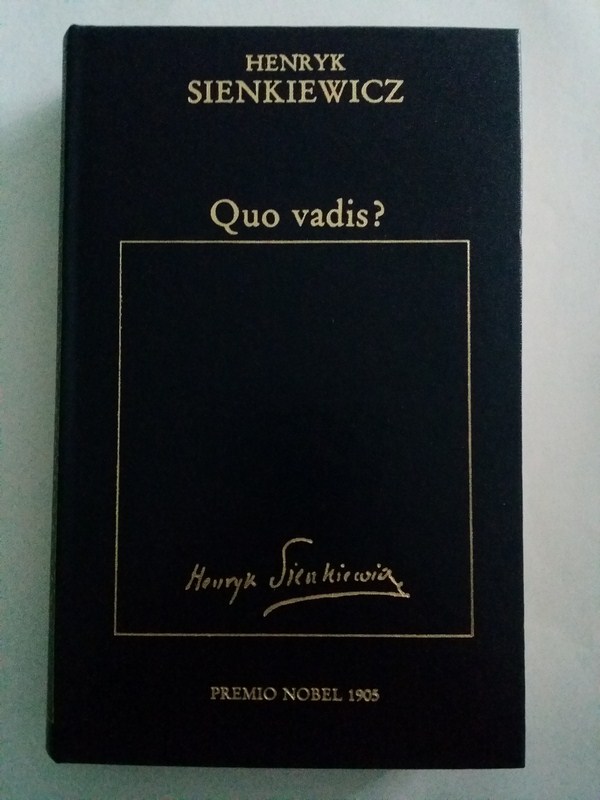 HENRYK
SIENKIEWICZ
Quo vadis?
Henryk Sienkiewicz
PREMIO NOBEL 1905